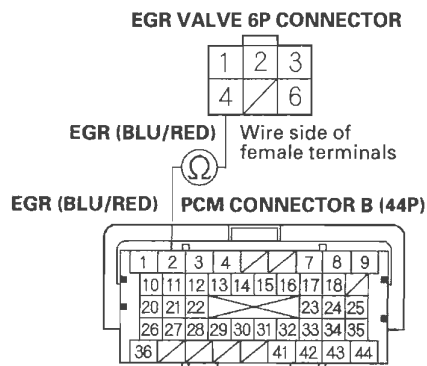 EGR VALVE 6P CONNECTOR
1 2 3
4 6
EGR (BLU/RED)
Wire side of
female terminals
Ω
EGR (BLU/RED)
PCM CONNECTOR B (44P)
1 2 3 4 7 8 9
10 11 12 13 14 15 16 17 18
20 21 22 23 24 25
26 27 28 29 30 31 32 33 34 35
36 41 42 43 44